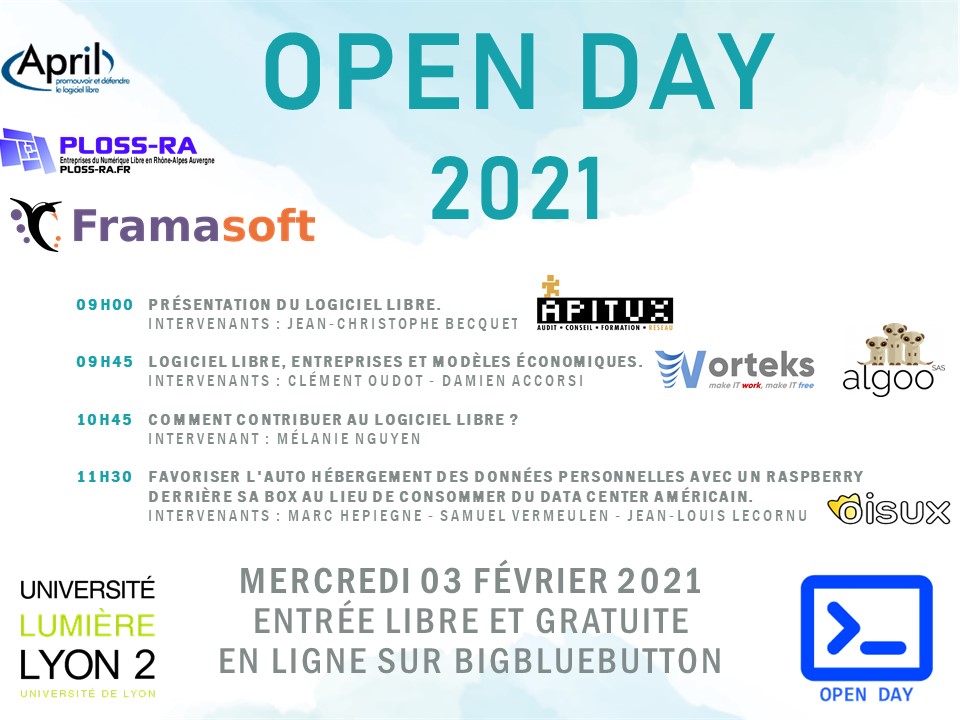 OPEN DAY
2021
April
promouvoir et défendre
le logiciel libre
PLOSS-RA
Entreprises du Numérique Libre en Rhône-Alpes Auvergne
PLOSS-RA.FR
Framasoft
09H00 PRÉSENTATION DU LOGICIEL LIBRE.
INTERVENANTS : JEAN-CHRISTOPHE BECQUET
APITUX
AUDIT • CONSEIL • FORMATION • RÉSEAU
09H45 LOGICIEL LIBRE, ENTREPRISES ET MODÈLES ÉCONOMIQUES.
INTERVENANTS : CLÉMENT OUDOT - DAMIEN ACCORSI
Worteks
make IT work, make IT free
algoo SAS
10H45 COMMENT CONTRIBUER AU LOGICIEL LIBRE ?
INTERVENANT : MÉLANIE NGUYEN
11H30 FAVORISER L'AUTO HÉBERGEMENT DES DONNÉES PERSONNELLES AVEC UN RASPBERRY
DERRIÈRE SA BOX AU LIEU DE CONSOMMER DU DATA CENTER AMÉRICAIN.
INTERVENANTS : MARC HEPIEGNE - SAMUEL VERMEULEN - JEAN-LOUIS LECORNU
Oisux
MERCREDI 03 FÉVRIER 2021
ENTRÉE LIBRE ET GRATUITE
EN LIGNE SUR BIGBLUEBUTTON
UNIVERSITÉ
LUMIÈRE
LYON 2
UNIVERSITÉ DE LYON
OPEN DAY